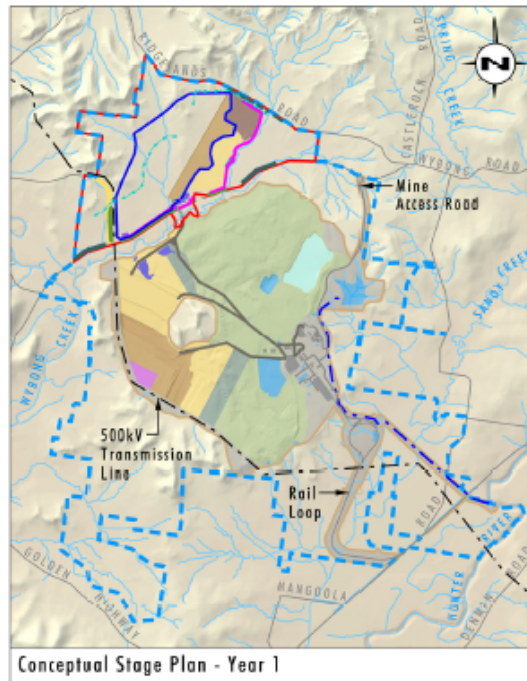 RIDGELANDS
ROAD
CASTLEROCK ROAD
SPRING CREEK
N
WYBONG ROAD
Mine
Access Road
SANDY CREEK
WYBONG CREEK
500kV
Transmission
Line
Rail
Loop
ROAD
HUNTER RIVER
MANGOOLA
DENMAN ROAD
GOLDEN HIGHWAY
Conceptual Stage Plan - Year 1